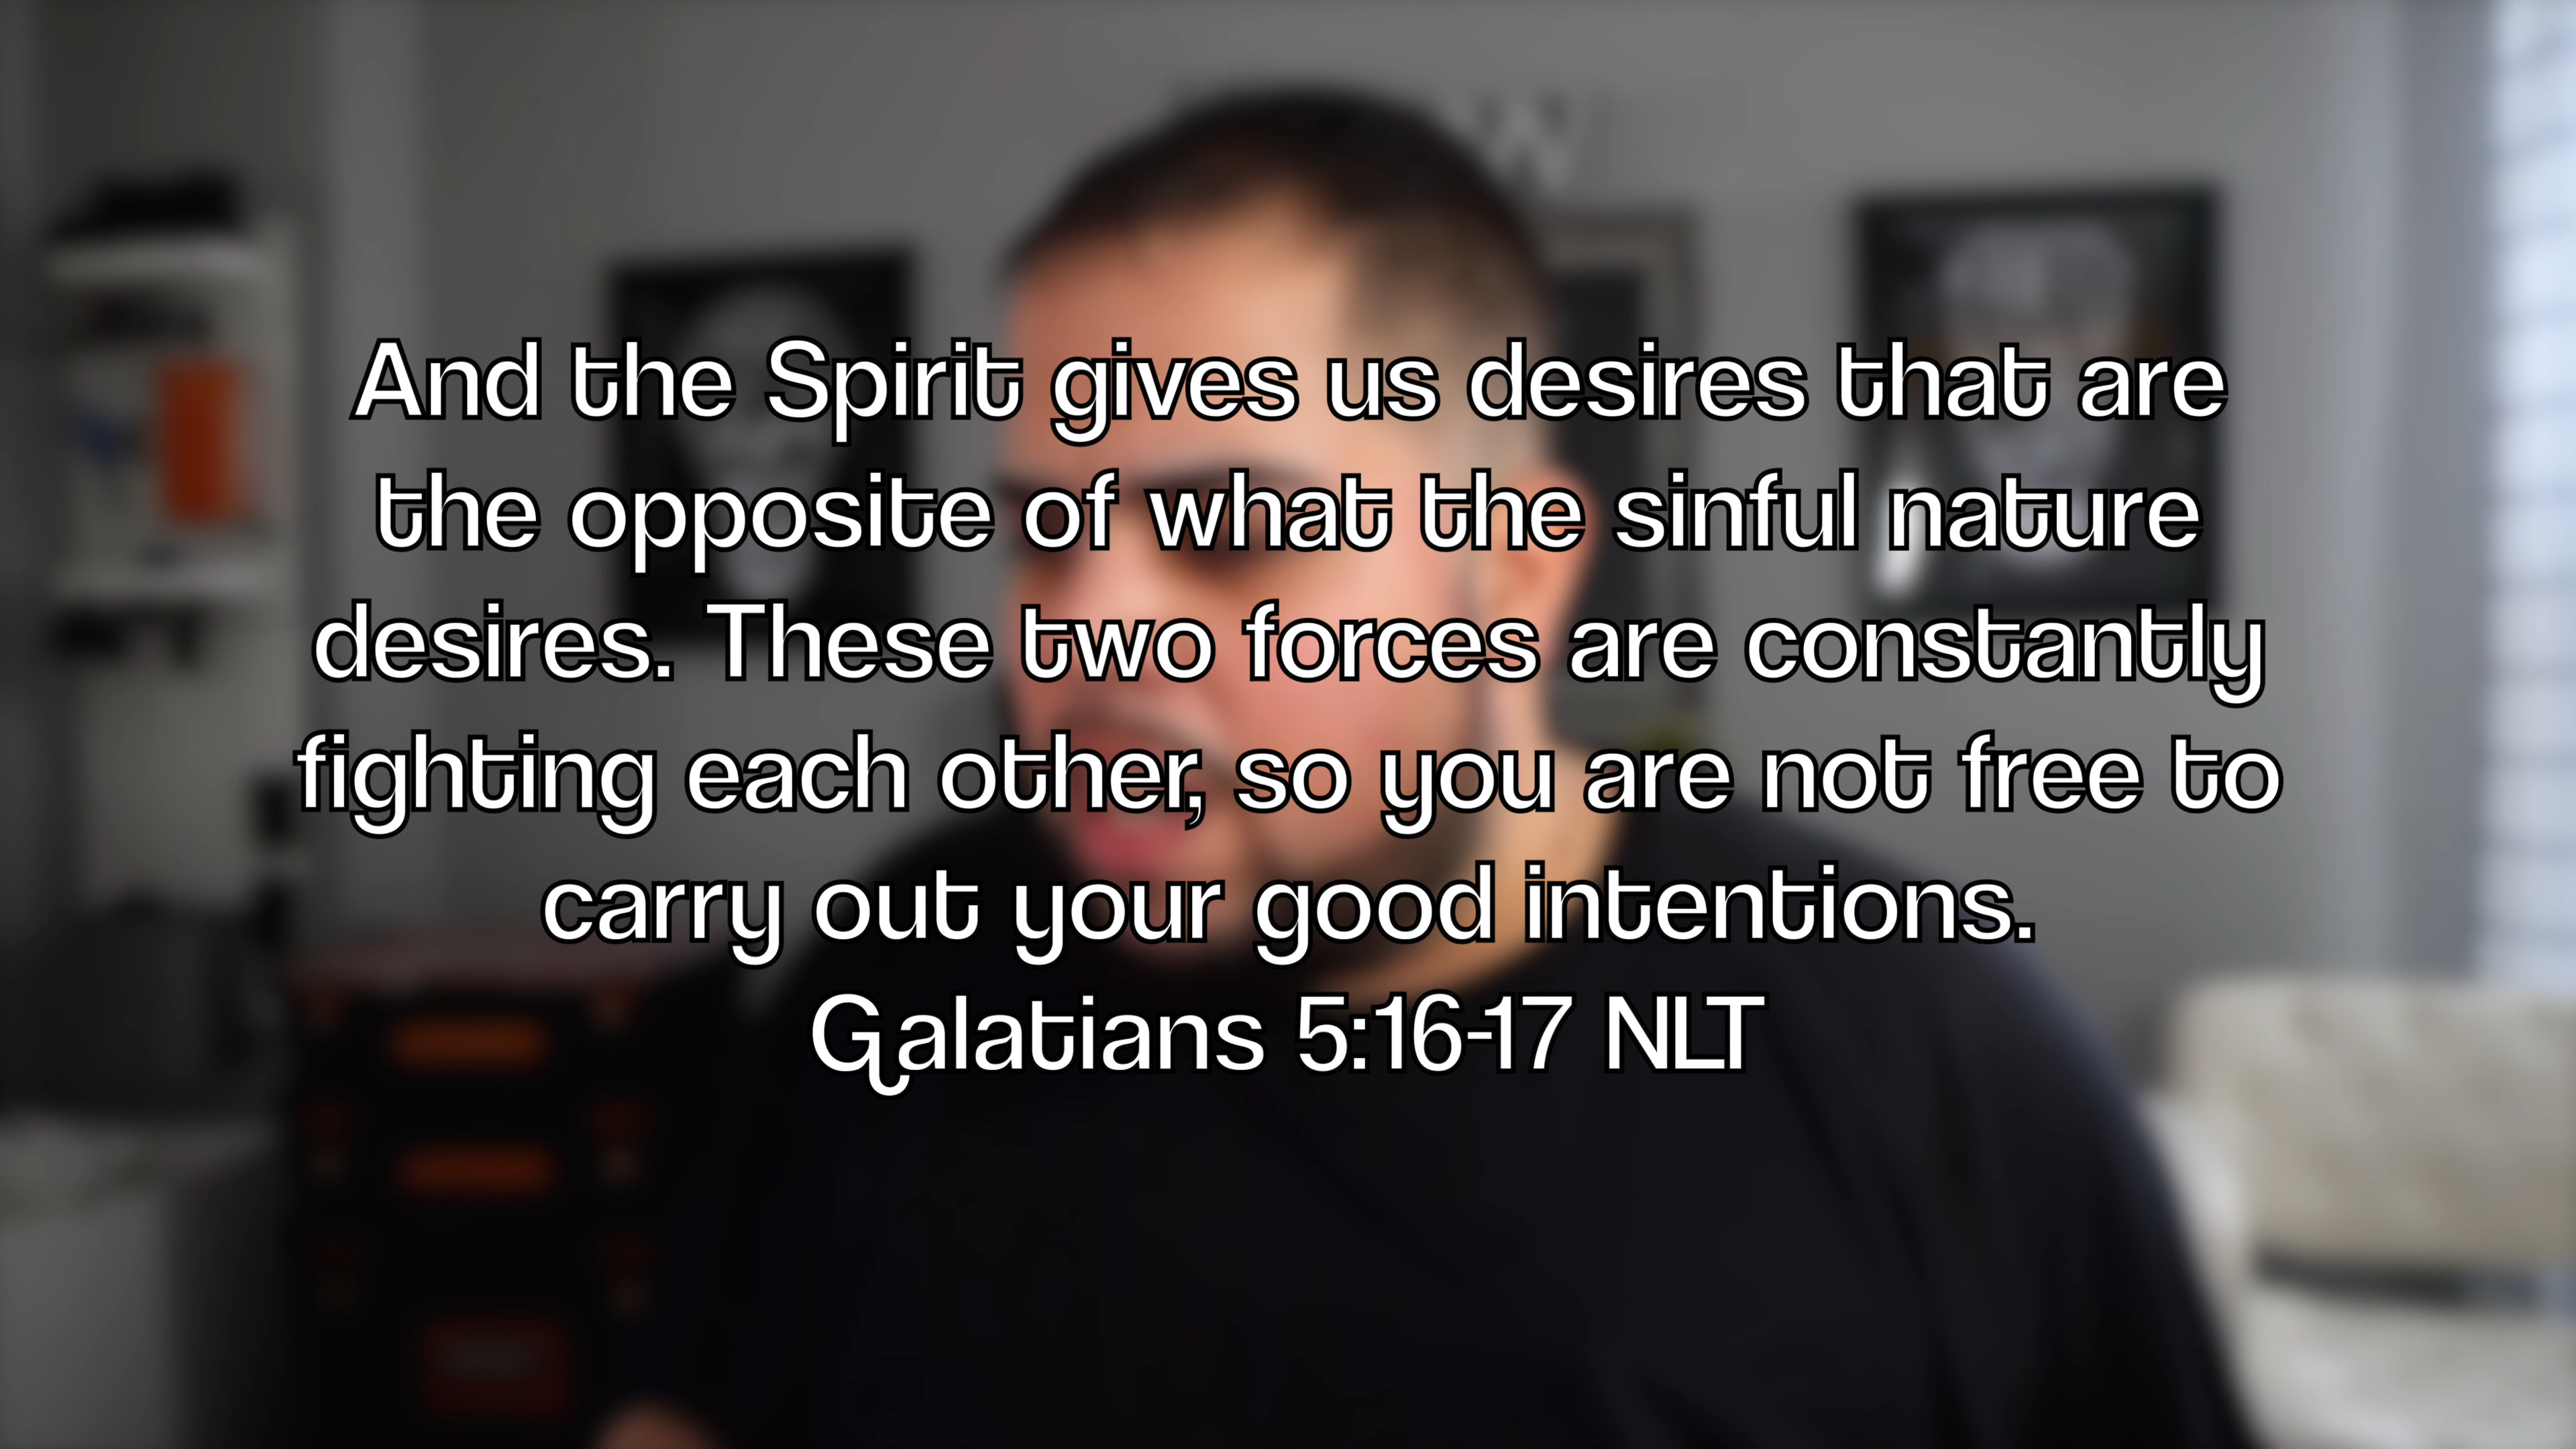 And the Spirit gives us desires that are
the opposite of what the sinful nature
desires. These two forces are constantly
fighting each other, so you are not free to
carry out your good intentions.
Galatians 5:16-17 NLT